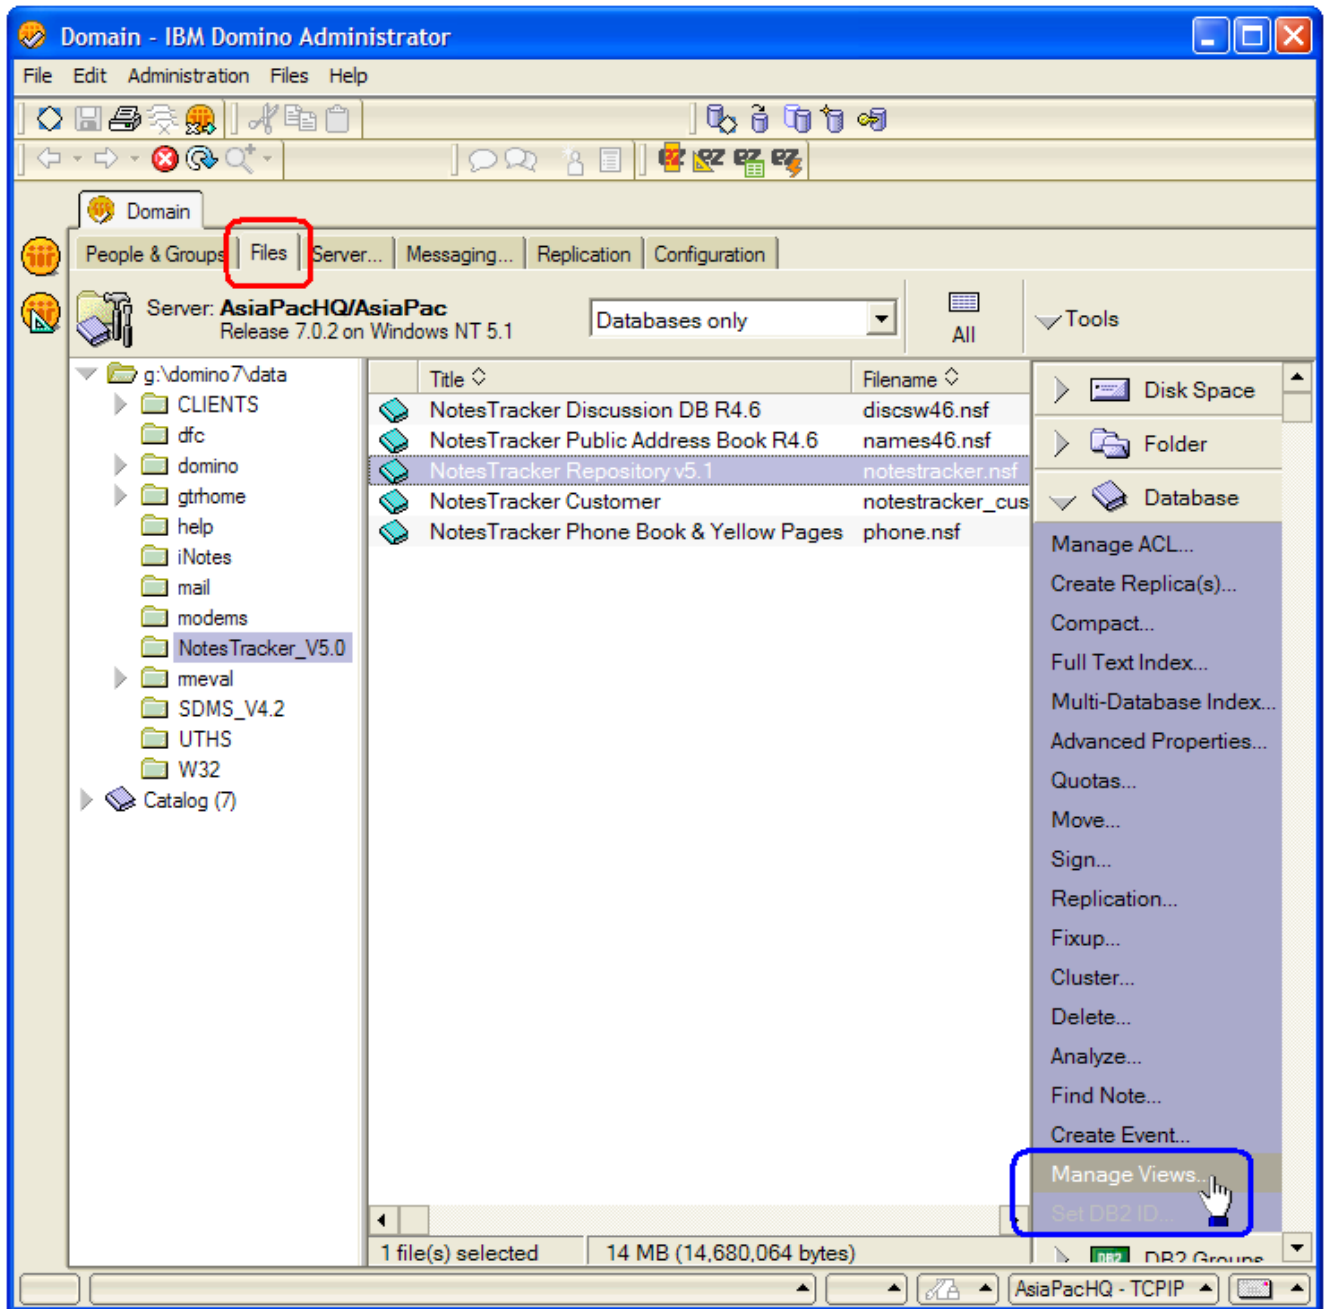 Domain - IBM Domino Administrator
File Edit Administration Files Help
Domain
People & Groups Files Server... Messaging... Replication Configuration
Server: AsiaPacHQ/AsiaPac
Release 7.0.2 on Windows NT 5.1
Databases only
All
Tools
g:\domino7\data
CLIENTS
dfc
domino
gtrhome
help
iNotes
mail
modems
NotesTracker_V5.0
rmeval
SDMS_V4.2
UTHS
W32
Catalog (7)
Title Filename
NotesTracker Discussion DB R4.6 discsw46.nsf
NotesTracker Public Address Book R4.6 names46.nsf
NotesTracker Repository v5.1 notestracker.nsf
NotesTracker Customer notestracker_cus
NotesTracker Phone Book & Yellow Pages phone.nsf
1 file(s) selected 14 MB (14,680,064 bytes)
Disk Space
Folder
Database
Manage ACL...
Create Replica(s)...
Compact...
Full Text Index...
Multi-Database Index...
Advanced Properties...
Quotas...
Move...
Sign...
Replication...
Fixup...
Cluster...
Delete...
Analyze...
Find Note...
Create Event...
Manage Views...
Set DB2 ID...
DB2 DB2 Groups
AsiaPacHQ - TCPIP